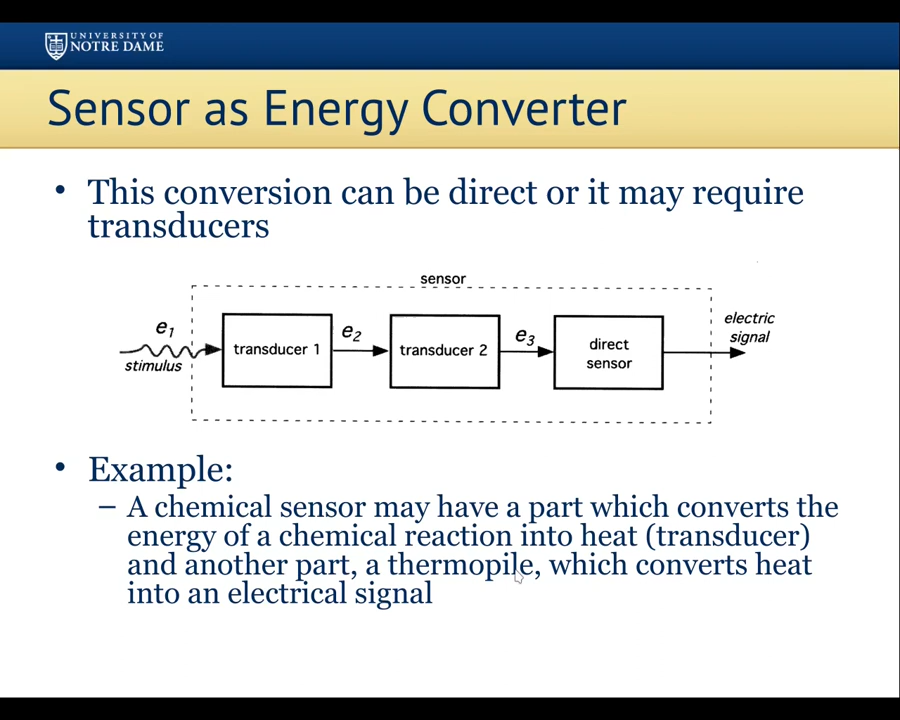 UNIVERSITY OF
NOTRE DAME
Sensor as Energy Converter
• This conversion can be direct or it may require
transducers
sensor
e1
stimulus
transducer 1
e2
transducer 2
e3
direct
sensor
electric
signal
• Example:
– A chemical sensor may have a part which converts the
energy of a chemical reaction into heat (transducer)
and another part, a thermopile, which converts heat
into an electrical signal